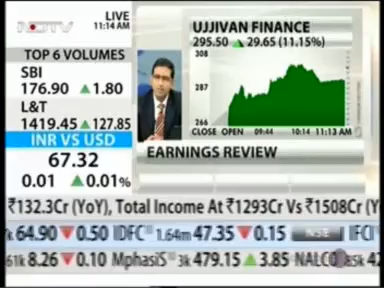 NDTV
LIVE
11:14 AM
TOP 6 VOLUMES
SBI
176.90 ▲ 1.80
L&T
1419.45 ▲ 127.85
INR VS USD
67.32
0.01 ▲ 0.01%
UJJIVAN FINANCE
295.50 ▲ 29.65 (11.15%)
308
287
266
CLOSE OPEN 09:44 10:14 11:13 AM
EARNINGS REVIEW
₹132.3Cr (YoY), Total Income At ₹1293Cr Vs ₹1508Cr (Yo
64.90 ▼ 0.50 IDFC 1.64m 47.35 ▼ 0.15 NSE IFCI
61k 8.26 ▼ 0.10 MphasiS 3k 479.15 ▲ 3.85 NALCO 85k 42